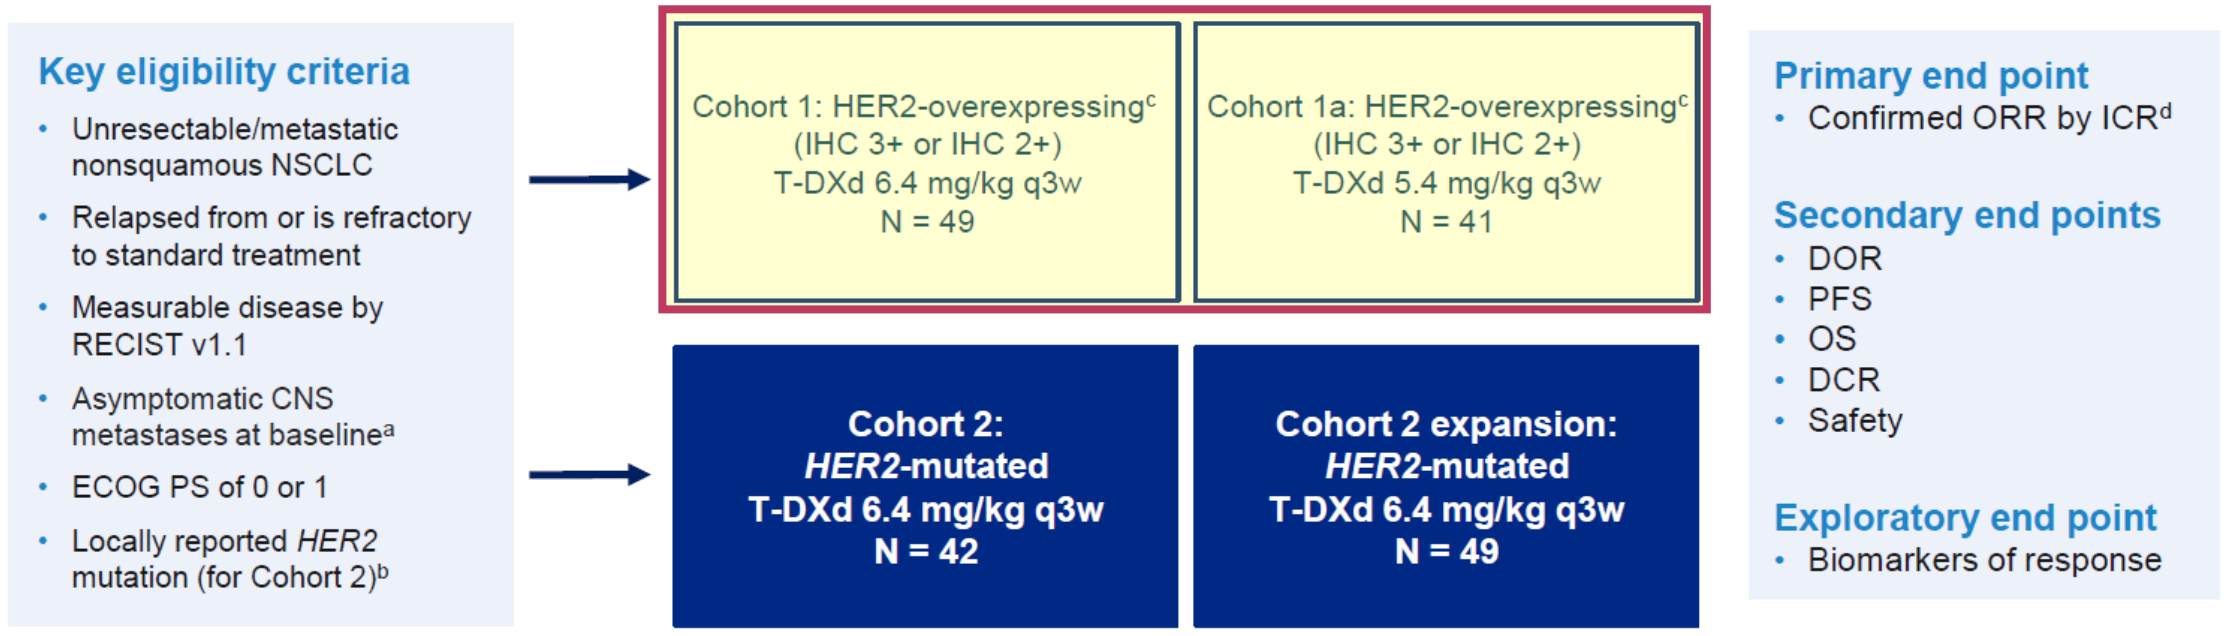 Key eligibility criteria
• Unresectable/metastatic
nonsquamous NSCLC
• Relapsed from or is refractory
to standard treatment
• Measurable disease by
RECIST v1.1
• Asymptomatic CNS
metastases at baselineᵃ
• ECOG PS of 0 or 1
• Locally reported HER2
mutation (for Cohort 2)ᵇ
Cohort 1: HER2-overexpressingᶜ
(IHC 3+ or IHC 2+)
T-DXd 6.4 mg/kg q3w
N = 49
Cohort 1a: HER2-overexpressingᶜ
(IHC 3+ or IHC 2+)
T-DXd 5.4 mg/kg q3w
N = 41
Cohort 2:
HER2-mutated
T-DXd 6.4 mg/kg q3w
N = 42
Cohort 2 expansion:
HER2-mutated
T-DXd 6.4 mg/kg q3w
N = 49
Primary end point
• Confirmed ORR by ICRᵈ
Secondary end points
• DOR
• PFS
• OS
• DCR
• Safety
Exploratory end point
• Biomarkers of response